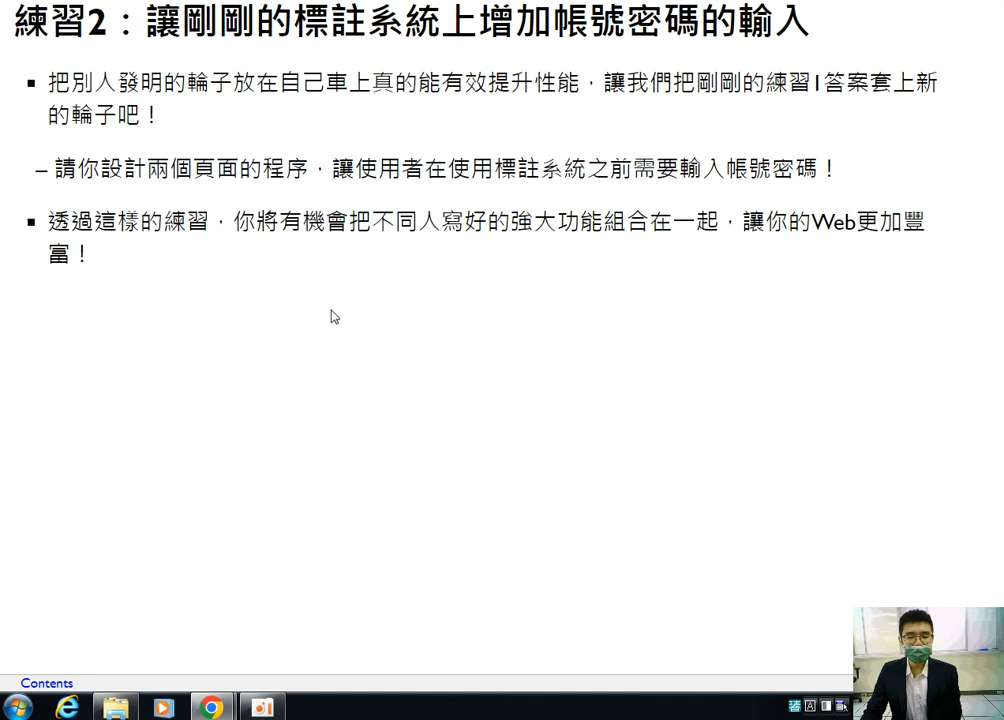 練習2：讓剛剛的標註系統上增加帳號密碼的輸入
▪ 把別人發明的輪子放在自己車上真的能有效提升性能，讓我們把剛剛的練習1答案套上新
的輪子吧！
– 請你設計兩個頁面的程序，讓使用者在使用標註系統之前需要輸入帳號密碼！
▪ 透過這樣的練習，你將有機會把不同人寫好的強大功能組合在一起，讓你的Web更加豐
富！
Contents